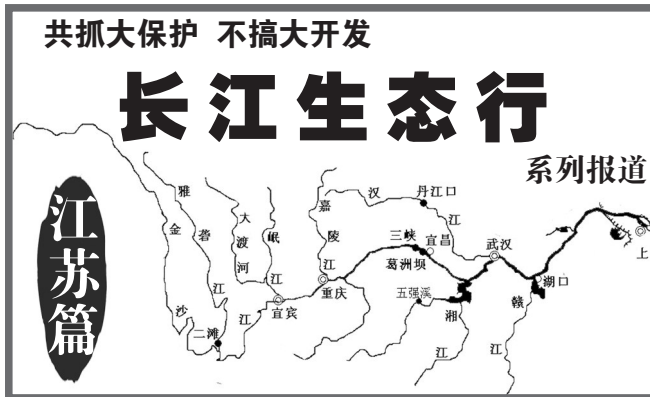 共抓大保护 不搞大开发
长江生态行
系列报道
江苏篇
金沙江
雅砻江
大渡河
岷江
嘉陵江
汉江
丹江口
三峡
宜昌
葛洲坝
武汉
五强溪
湖口
重庆
宜宾
二滩
湘江
赣江
上